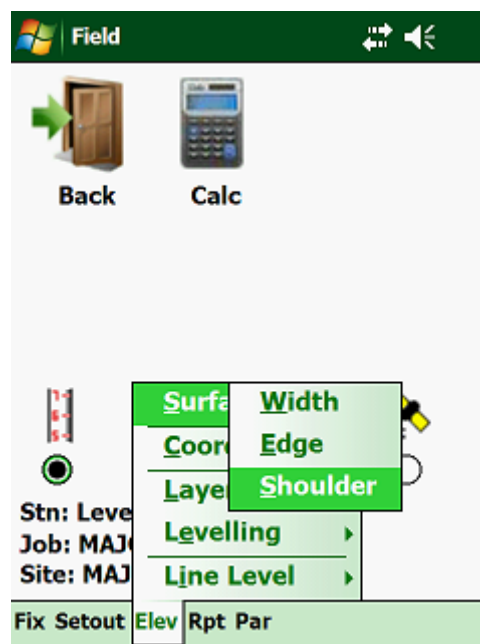 Field
Back Calc
Surfa Width
Coor Edge
Laye Shoulder
Levelling
Line Level
Stn: Leve
Job: MAJ
Site: MAJ
Fix Setout Elev Rpt Par